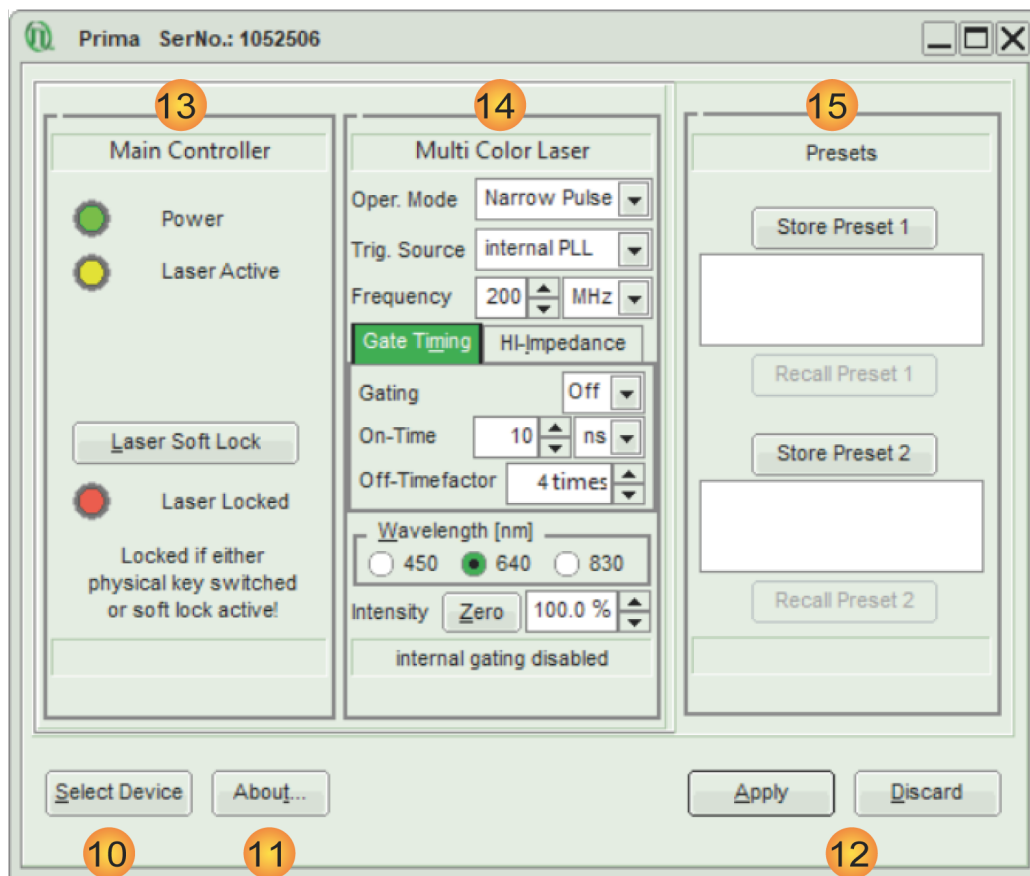 Prima SerNo.: 1052506
13
Main Controller
Power
Laser Active
Laser Soft Lock
Laser Locked
Locked if either
physical key switched
or soft lock active!
14
Multi Color Laser
Oper. Mode Narrow Pulse
Trig. Source internal PLL
Frequency 200 MHz
Gate Timing HI-Impedance
Gating Off
On-Time 10 ns
Off-Timefactor 4 times
Wavelength [nm]
450 640 830
Intensity Zero 100.0 %
internal gating disabled
15
Presets
Store Preset 1
Recall Preset 1
Store Preset 2
Recall Preset 2
Select Device About... Apply Discard
10 11 12